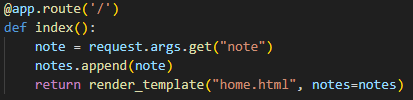 @app.route('/')
def index():
    note = request.args.get("note")
    notes.append(note)
    return render_template("home.html", notes=notes)